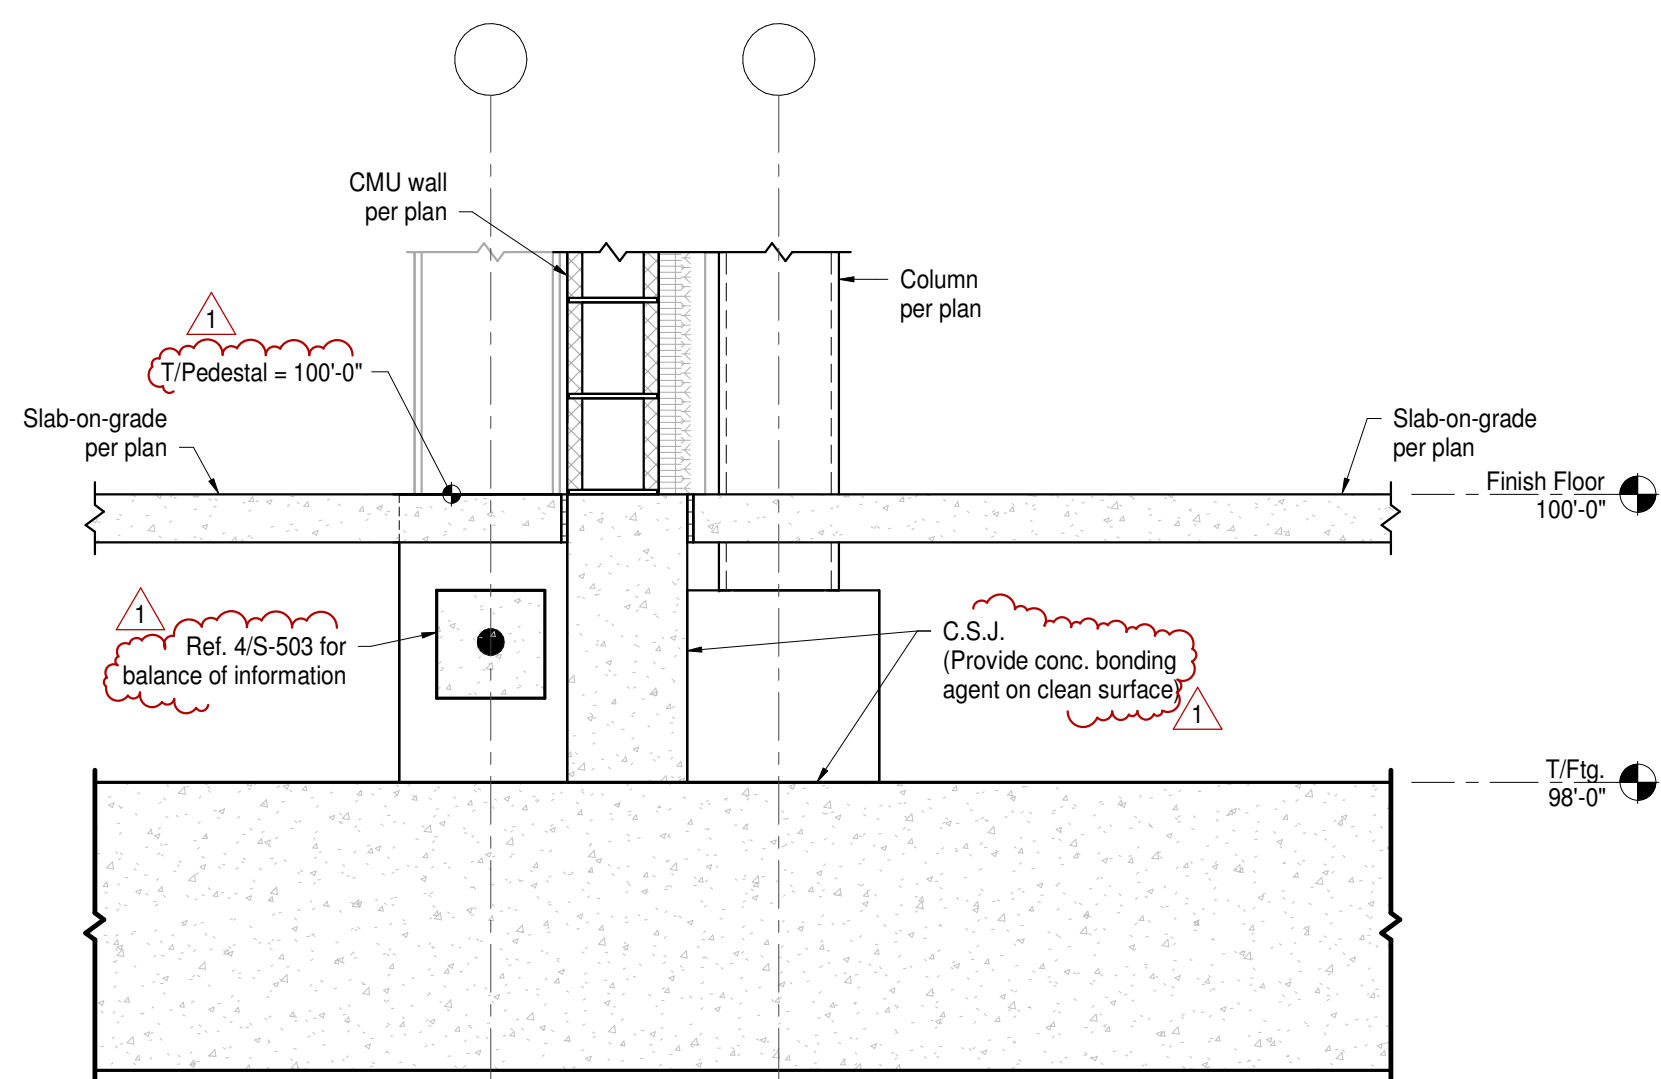 CMU wall
per plan
Column
per plan
1
T/Pedestal = 100'-0"
Slab-on-grade
per plan
Slab-on-grade
per plan
Finish Floor
100'-0"
1
Ref. 4/S-503 for
balance of information
C.S.J.
(Provide conc. bonding
agent on clean surface)
1
T/Ftg.
98'-0"